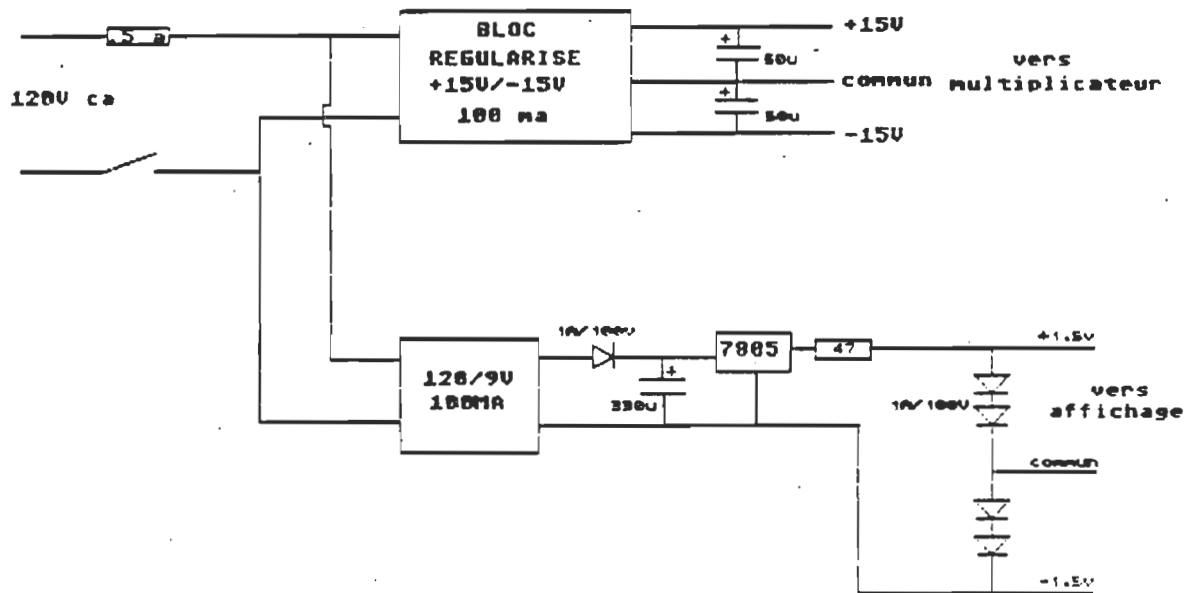 .5 a
120V ca
BLOC
REGULARISE
+15V/-15V
100 ma
+15V
+
50u
commun
+
50u
-15V
vers
multiplicateur
120/9V
100MA
1A/100V
+
330u
7805
47
+1.5v
1A/100V
vers
affichage
commun
-1.5v